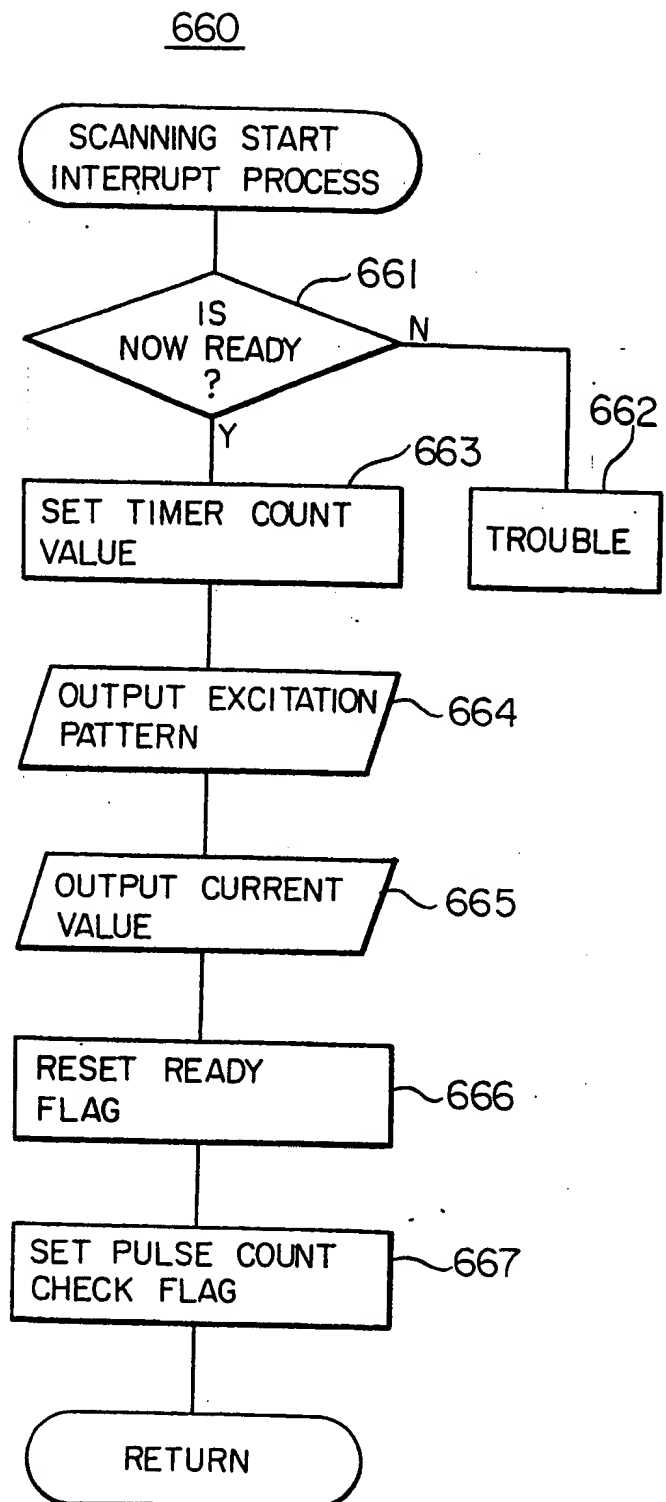 660
SCANNING START
INTERRUPT PROCESS
661
IS
NOW READY
?
N
Y
662
TROUBLE
663
SET TIMER COUNT
VALUE
OUTPUT EXCITATION
PATTERN
664
OUTPUT CURRENT
VALUE
665
RESET READY
FLAG
666
SET PULSE COUNT
CHECK FLAG
667
RETURN